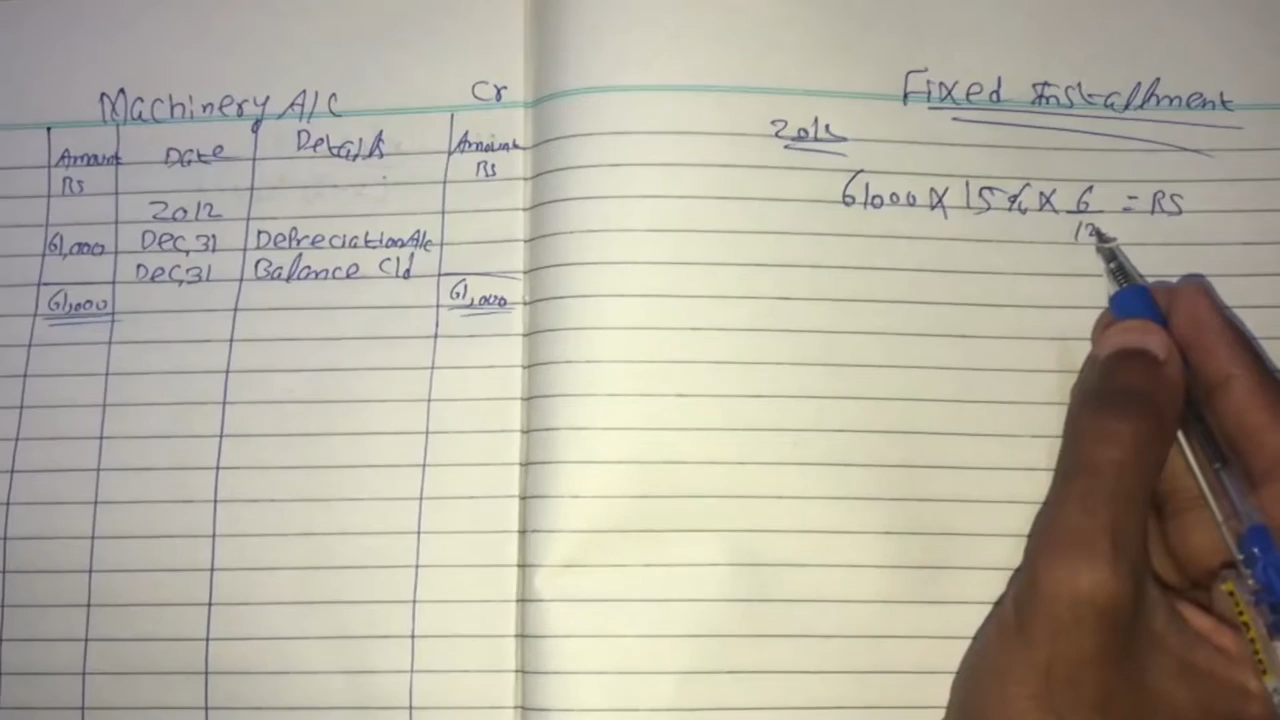 Machinery A/C
Cr
Amount
Rs
Date
Details
Amount
Rs
2012
61,000 Dec,31 Depreciation A/c
Dec,31 Balance C/d
61,000
61,000
Fixed Installment
2012
61000 X 15% X 6/12 = RS